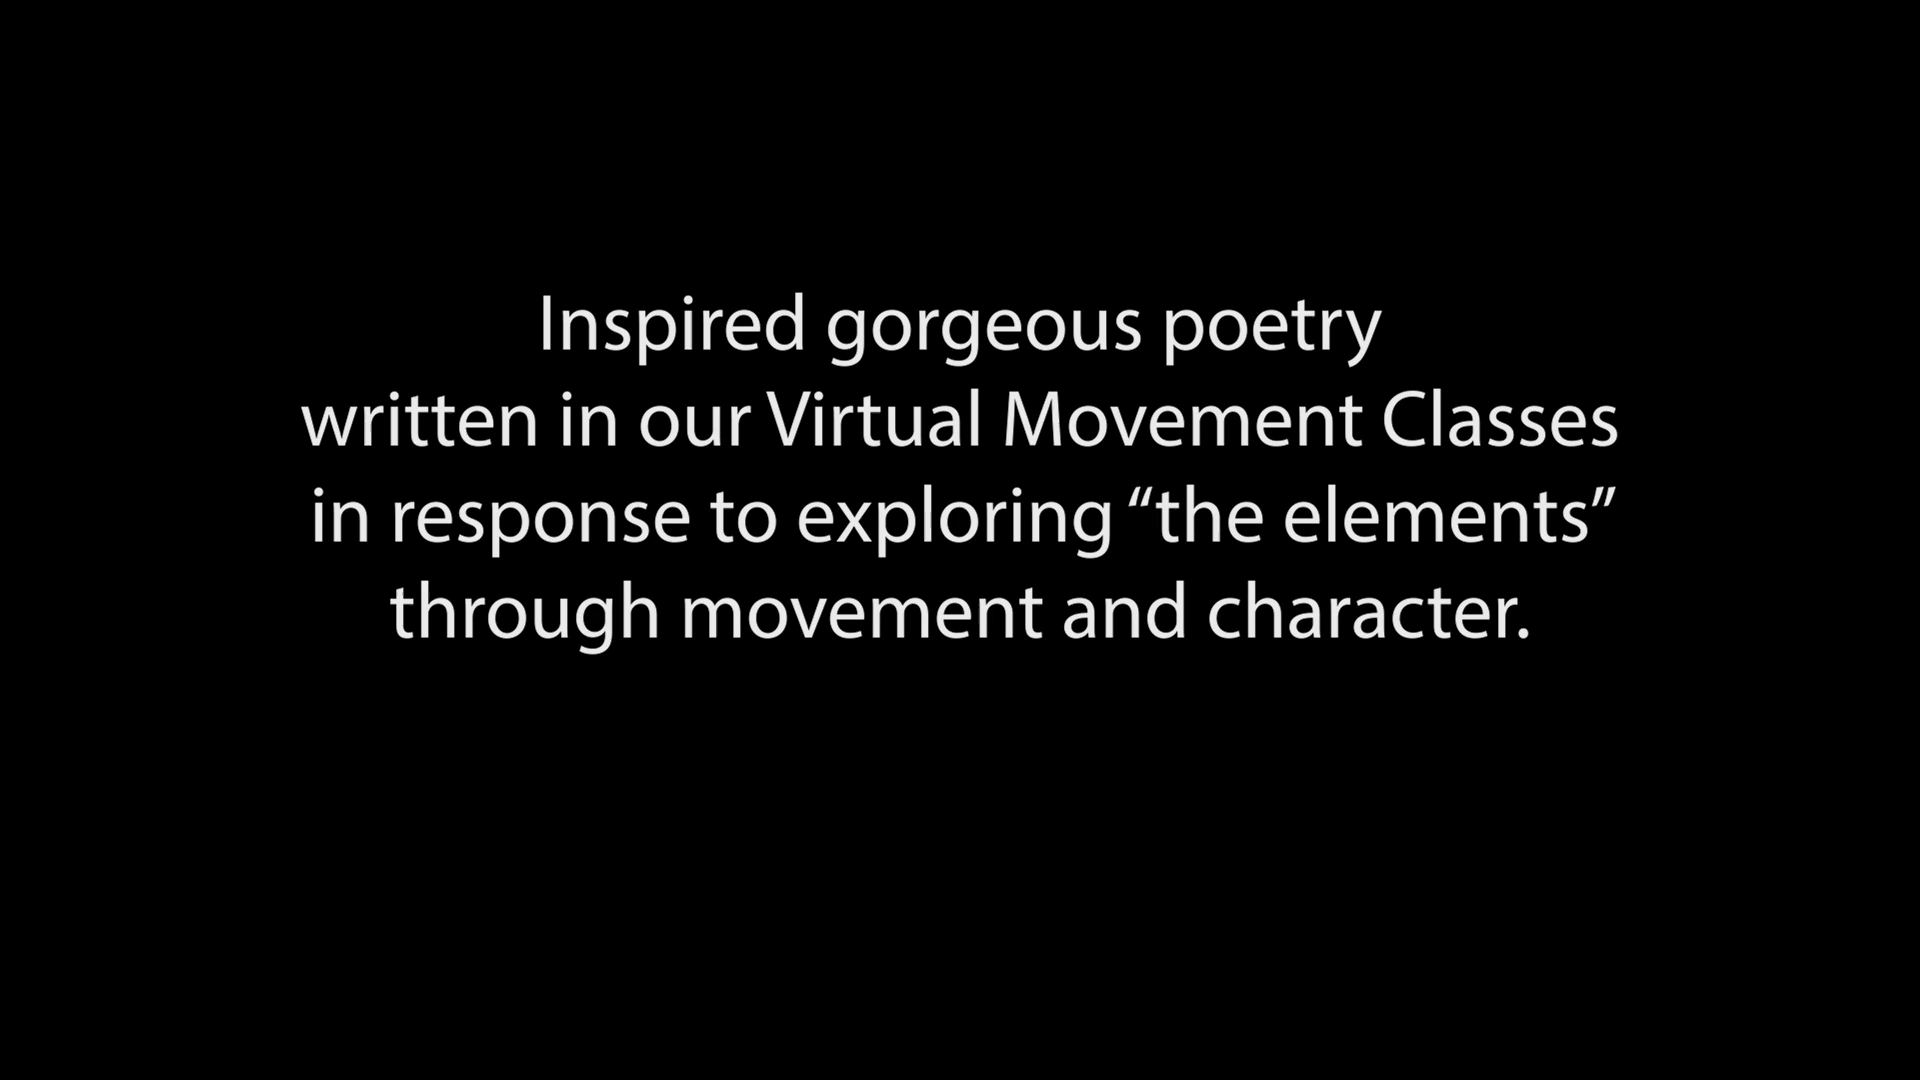 Inspired gorgeous poetry
written in our Virtual Movement Classes
in response to exploring “the elements”
through movement and character.